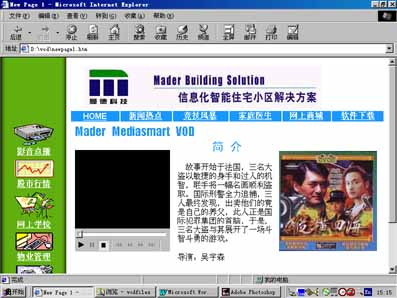 New Page 1 - Microsoft Internet Explorer
文件(F) 编辑(E) 查看(V) 转到(G) 收藏(A) 帮助(H)
后退 前进 停止 刷新 主页 搜索 收藏 历史 频道 全屏 邮件 打印 编辑
地址 D:\vod\newpage1.htm
Mader Building Solution
曼德科技
信息化智能住宅小区解决方案
HOME 新闻热点 竞技风暴 家庭医生 网上商城 软件下载
Mader Mediasmart VOD
简 介
影音点播
股市行情
网上学校
物业管理
故事开始于法国，三名大
盗以敏捷的身手和过人的机
智，联手将一幅名画顺利盗
取。国际刑警全力追捕，三
人最终发现，出卖他们的竟
是自己的养父，此人正是国
际犯罪集团的首脑。于是，
三名大盗与其展开了一场斗
智斗勇的游戏。
导演：吴宇森
完成
我的电脑
开始 New Page 1 - ... 浏览 - vodfiles Microsoft Wor... Adobe Photoshop 15:15